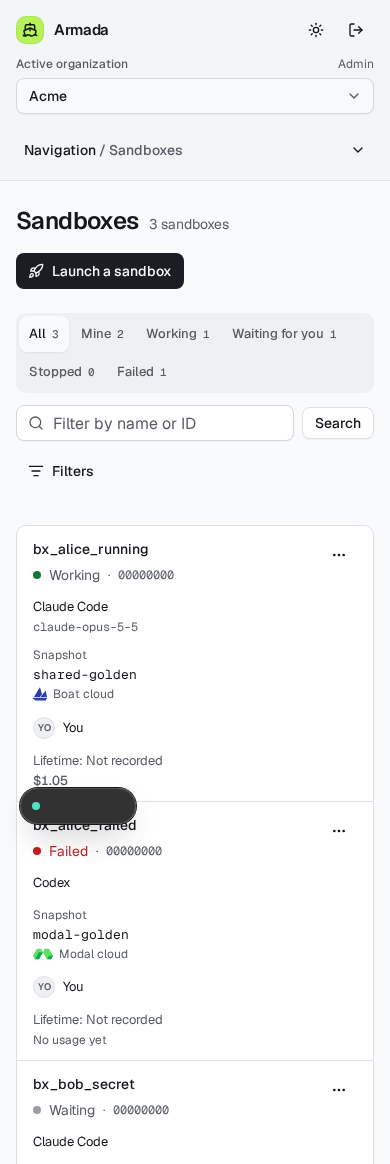 Armada
Active organization Admin
Acme
Navigation / Sandboxes
Sandboxes 3 sandboxes
Launch a sandbox
All 3 Mine 2 Working 1 Waiting for you 1
Stopped 0 Failed 1
Filter by name or ID Search
Filters
bx_alice_running
Working · 00000000
Claude Code
claude-opus-5-5
Snapshot
shared-golden
Boat cloud
YO You
Lifetime: Not recorded
$1.05
bx_alice_failed
Failed · 00000000
Codex
Snapshot
modal-golden
Modal cloud
YO You
Lifetime: Not recorded
No usage yet
bx_bob_secret
Waiting · 00000000
Claude Code